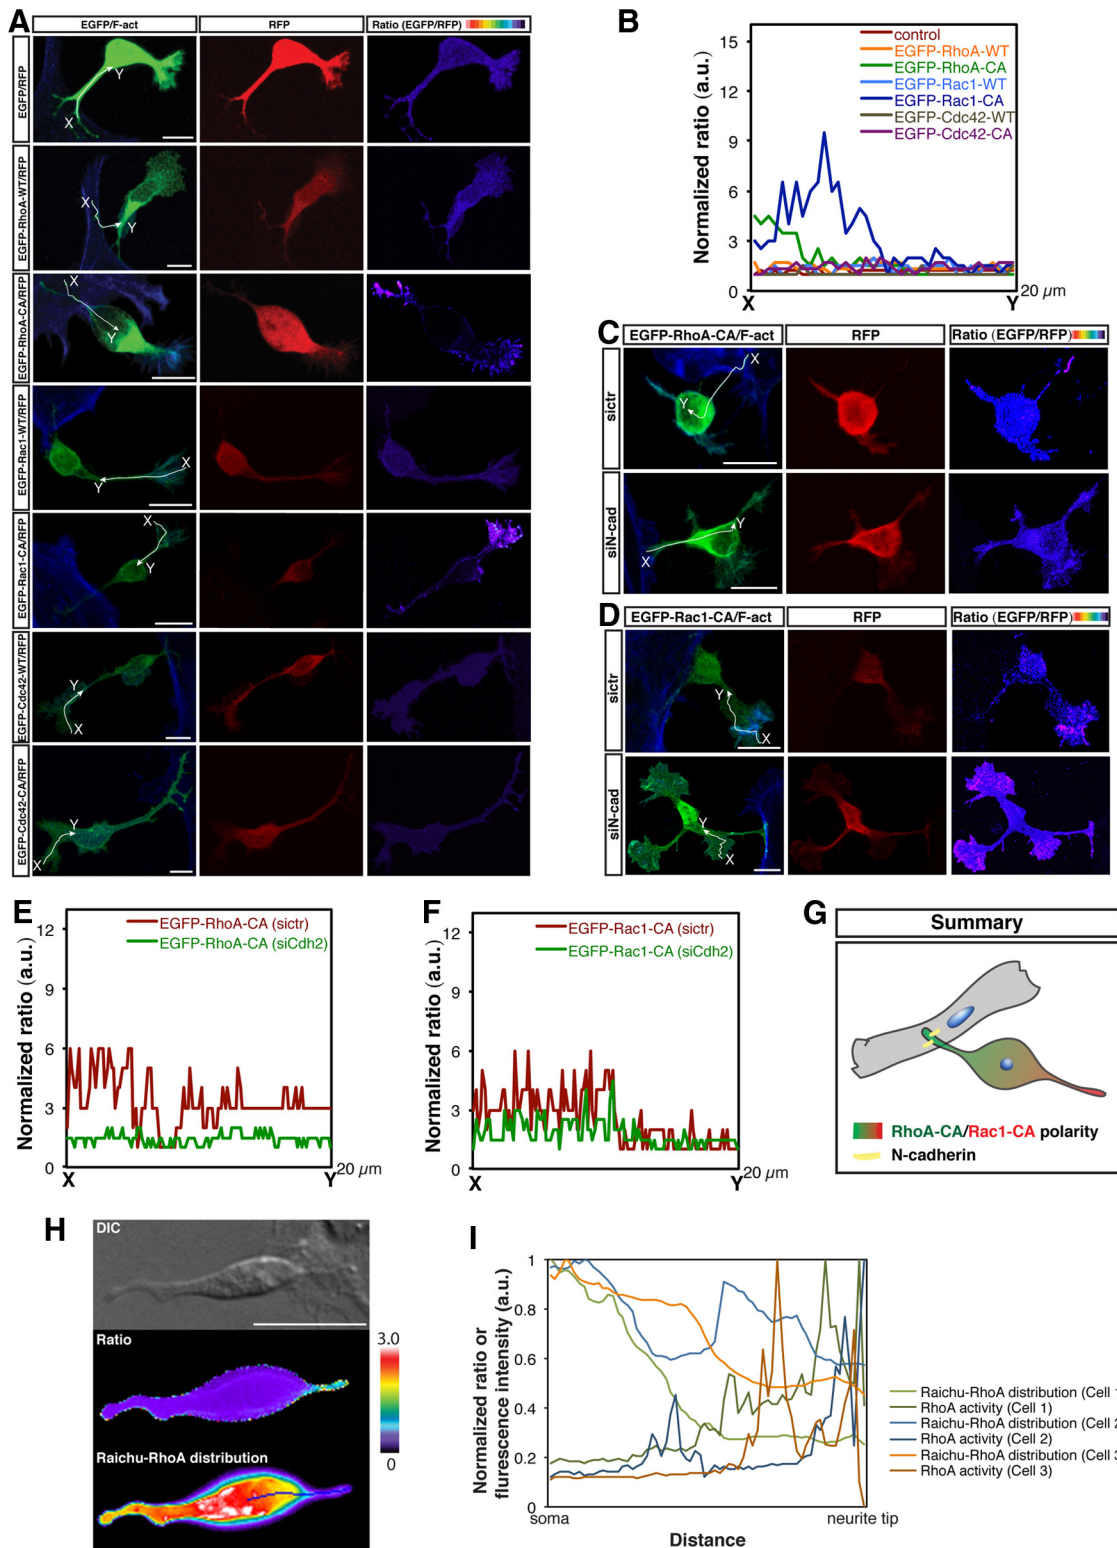 A
EGFP/F-act
RFP
Ratio (EGFP/RFP)
EGFP/RFP
Y
X
EGFP-RhoA-WT/RFP
X
Y
EGFP-RhoA-CA/RFP
X
Y
EGFP-Rac1-WT/RFP
X
Y
EGFP-Rac1-CA/RFP
X
Y
EGFP-Cdc42-WT/RFP
Y
X
EGFP-Cdc42-CA/RFP
Y
X
B
Normalized ratio (a.u.)
15
12
9
6
3
0
control
EGFP-RhoA-WT
EGFP-RhoA-CA
EGFP-Rac1-WT
EGFP-Rac1-CA
EGFP-Cdc42-WT
EGFP-Cdc42-CA
X
Y
20 µm
C
EGFP-RhoA-CA/F-act
RFP
Ratio (EGFP/RFP)
sictr
X
Y
siN-cad
Y
X
D
EGFP-Rac1-CA/F-act
RFP
Ratio (EGFP/RFP)
sictr
Y
X
siN-cad
Y
X
E
Normalized ratio (a.u.)
12
9
6
3
0
EGFP-RhoA-CA (sictr)
EGFP-RhoA-CA (siCdh2)
X
Y
20 µm
F
Normalized ratio (a.u.)
12
9
6
3
0
EGFP-Rac1-CA (sictr)
EGFP-Rac1-CA (siCdh2)
X
Y
20 µm
G
Summary
RhoA-CA/Rac1-CA polarity
N-cadherin
H
DIC
Ratio
3.0
0
Raichu-RhoA distribution
I
Normalized ratio or
flurescence intensity (a.u.)
1
0.8
0.6
0.4
0.2
0
soma
neurite tip
Distance
Raichu-RhoA distribution (Cell 1
RhoA activity (Cell 1)
Raichu-RhoA distribution (Cell 2
RhoA activity (Cell 2)
Raichu-RhoA distribution (Cell 3
RhoA activity (Cell 3)